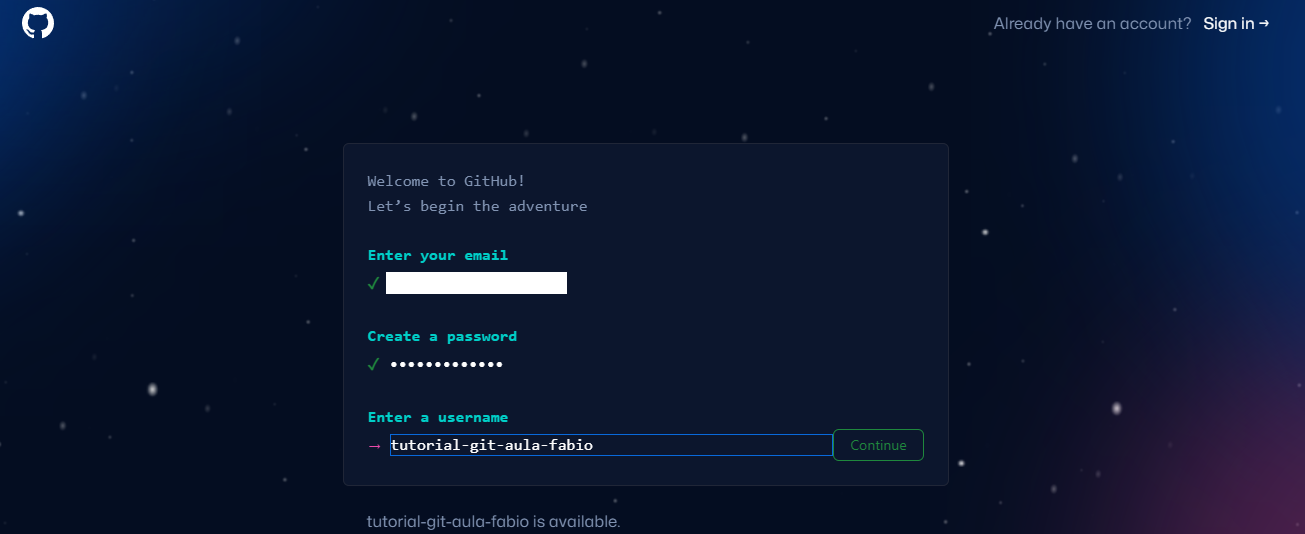 Already have an account? Sign in →
Welcome to GitHub!
Let’s begin the adventure
Enter your email
✓
Create a password
✓ •••••••••••••
Enter a username
→ tutorial-git-aula-fabio Continue
tutorial-git-aula-fabio is available.